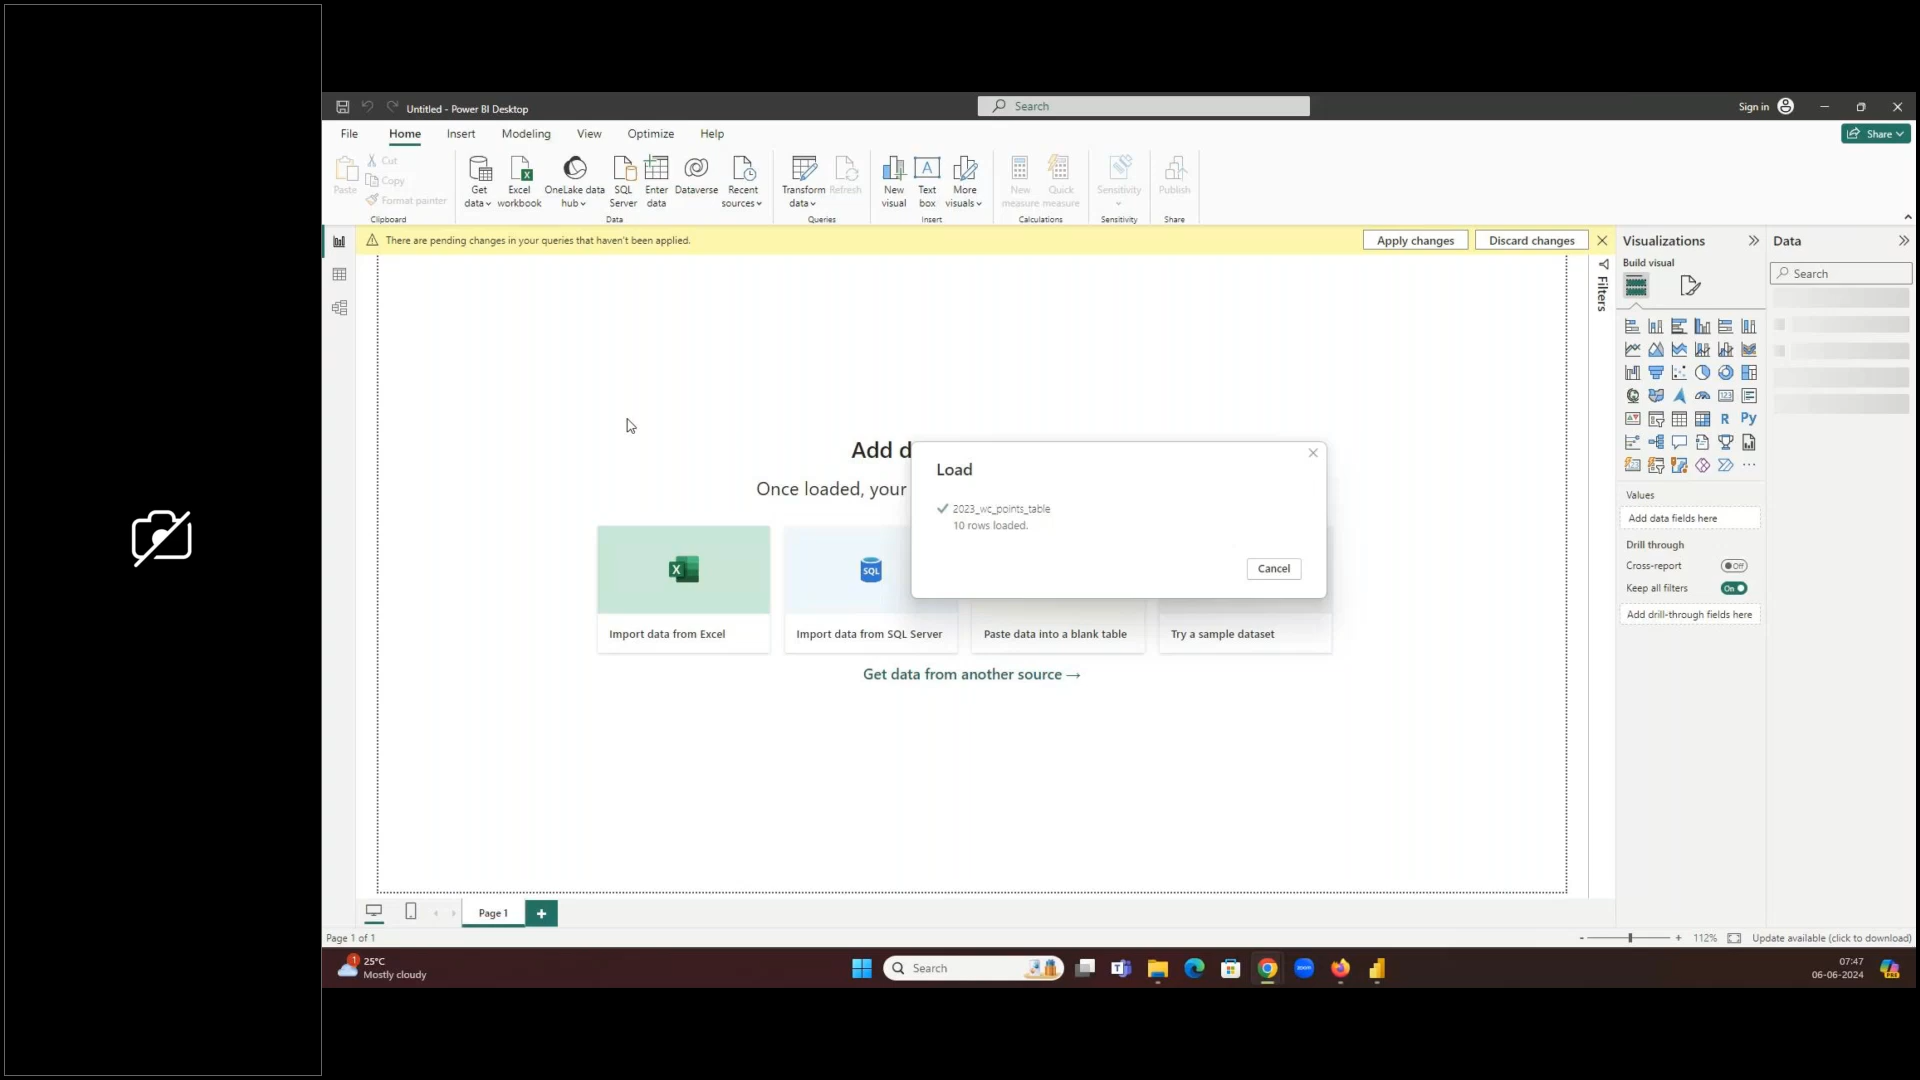 Untitled - Power BI Desktop
Search
Sign in
File
Home
Insert
Modeling
View
Optimize
Help
Share
Paste
Cut
Copy
Format painter
Clipboard
Get data
Excel workbook
OneLake data hub
SQL Server
Enter data
Dataverse
Recent sources
Data
Transform data
Refresh
Queries
New visual
Text box
More visuals
Insert
New measure
Quick measure
Calculations
Sensitivity
Sensitivity
Publish
Share
There are pending changes in your queries that haven't been applied.
Apply changes
Discard changes
Visualizations
Data
Build visual
Search
Filters
Add d
Once loaded, your
Load
2023_wc_points_table
10 rows loaded.
Cancel
SQL
Import data from Excel
Import data from SQL Server
Paste data into a blank table
Try a sample dataset
Get data from another source →
R
Py
Values
Add data fields here
Drill through
Cross-report
Off
Keep all filters
On
Add drill-through fields here
Page 1
Page 1 of 1
112%
Update available (click to download)
1
25°C
Mostly cloudy
Search
zoom
07:47
06-06-2024